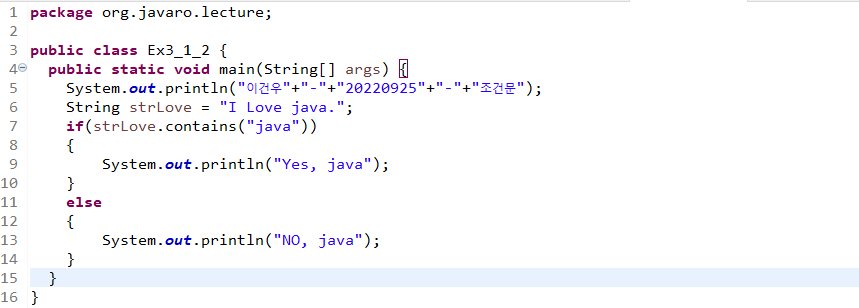 1 package org.javaro.lecture;
2
3 public class Ex3_1_2 {
4 public static void main(String[] args) {
5 System.out.println("이건우"+"-"+"20220925"+"-"+"조건문");
6 String strLove = "I Love java.";
7 if(strLove.contains("java"))
8 {
9 System.out.println("Yes, java");
10 }
11 else
12 {
13 System.out.println("NO, java");
14 }
15 }
16 }